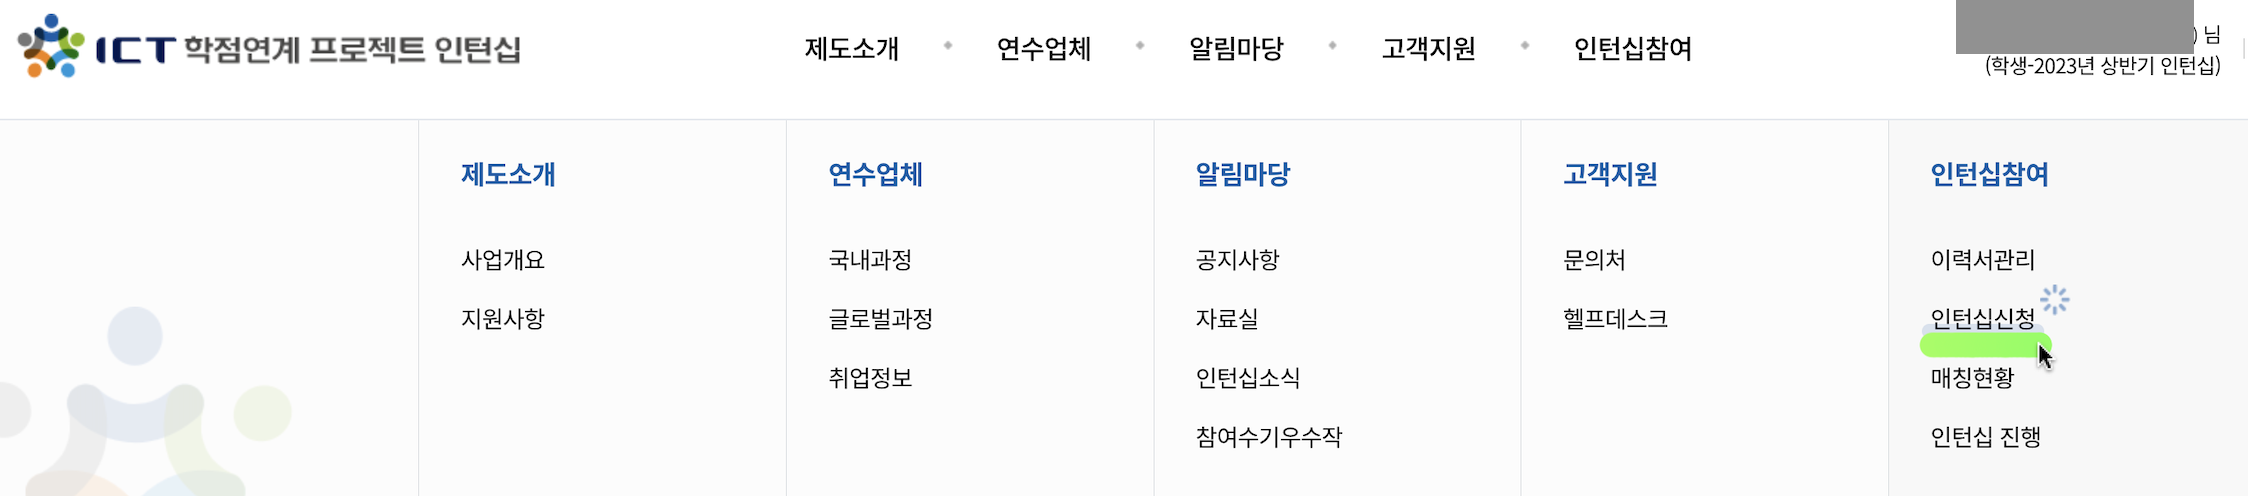 ICT 학점연계 프로젝트 인턴십
제도소개 연수업체 알림마당 고객지원 인턴십참여
) 님
(학생-2023년 상반기 인턴십)
제도소개
사업개요
지원사항
연수업체
국내과정
글로벌과정
취업정보
알림마당
공지사항
자료실
인턴십소식
참여수기우수작
고객지원
문의처
헬프데스크
인턴십참여
이력서관리
인턴십신청
매칭현황
인턴십 진행